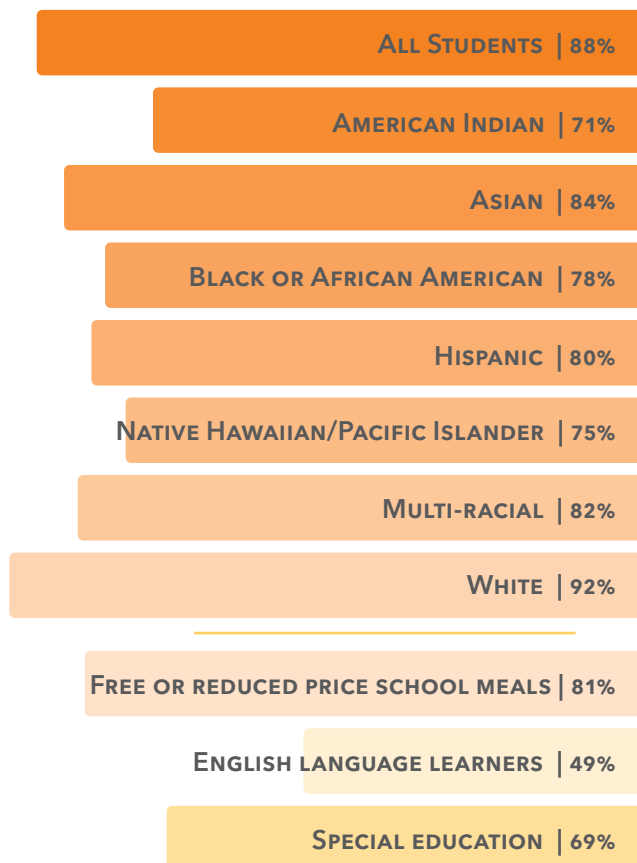 All Students | 88%
American Indian | 71%
Asian | 84%
Black or African American | 78%
Hispanic | 80%
Native Hawaiian/Pacific Islander | 75%
Multi-racial | 82%
White | 92%
Free or reduced price school meals | 81%
English language learners | 49%
Special education | 69%